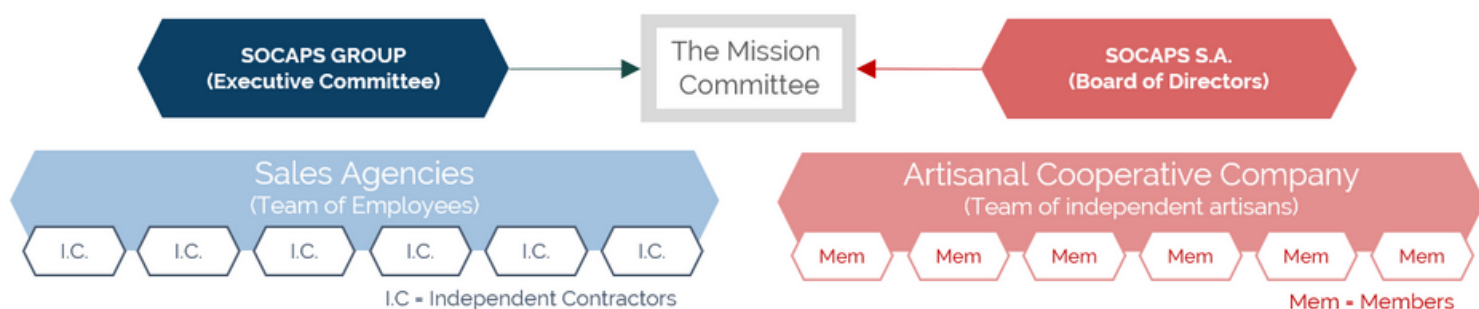 SOCAPS GROUP
(Executive Committee)
The Mission
Committee
SOCAPS S.A.
(Board of Directors)
Sales Agencies
(Team of Employees)
I.C. I.C. I.C. I.C. I.C. I.C.
I.C = Independent Contractors
Artisanal Cooperative Company
(Team of independent artisans)
Mem Mem Mem Mem Mem Mem
Mem = Members